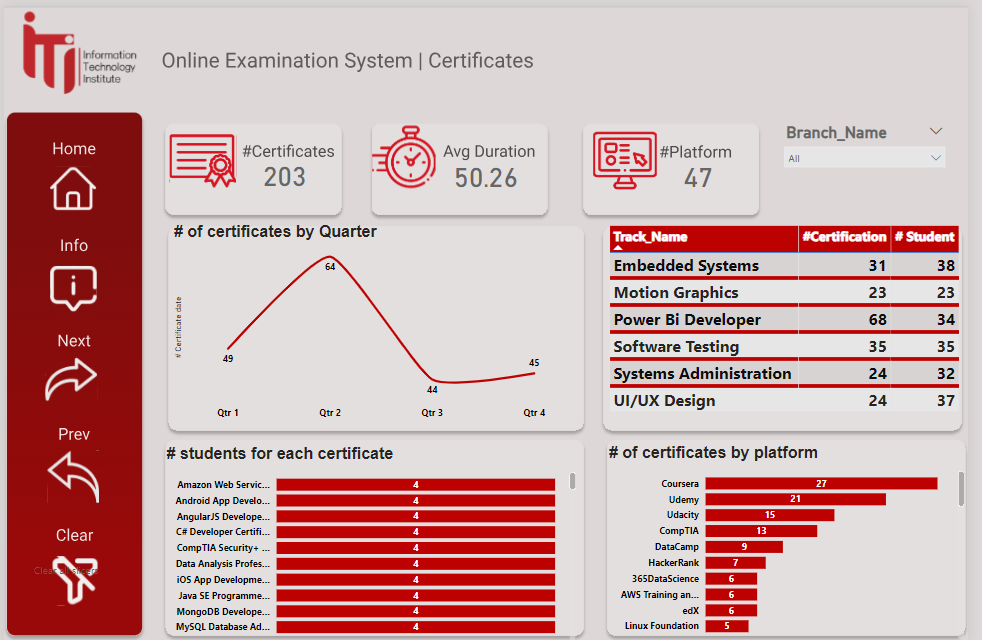 Information
Technology
Institute
Online Examination System | Certificates
Home
Info
Next
Prev
Clear
#Certificates
203
Avg Duration
50.26
#Platform
47
Branch_Name
All
# of certificates by Quarter
# Certificate date
64
49
44
45
Qtr 1 Qtr 2 Qtr 3 Qtr 4
Track_Name #Certification # Student
Embedded Systems 31 38
Motion Graphics 23 23
Power Bi Developer 68 34
Software Testing 35 35
Systems Administration 24 32
UI/UX Design 24 37
# students for each certificate
Amazon Web Servic... 4
Android App Develo... 4
AngularJS Develope... 4
C# Developer Certifi... 4
CompTIA Security+ ... 4
Data Analysis Profes... 4
iOS App Developme... 4
Java SE Programme... 4
MongoDB Develope... 4
MySQL Database Ad... 4
# of certificates by platform
Coursera 27
Udemy 21
Udacity 15
CompTIA 13
DataCamp 9
HackerRank 7
365DataScience 6
AWS Training an... 6
edX 6
Linux Foundation 5